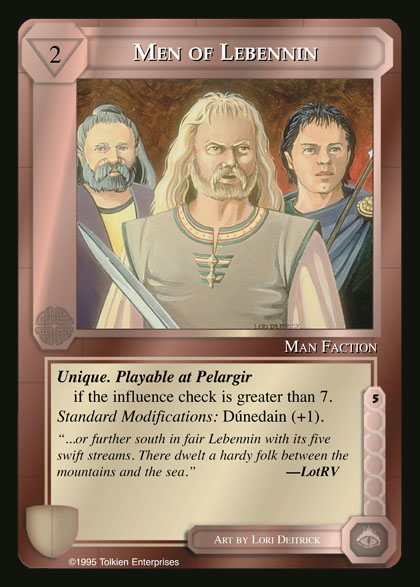 2
Men of Lebennin
Man Faction
Unique. Playable at Pelargir
if the influence check is greater than 7.
Standard Modifications: Dúnedain (+1).
“...or further south in fair Lebennin with its five
swift streams. There dwelt a hardy folk between the
mountains and the sea.” —LotRV
5
Art by Lori Deitrick
©1995 Tolkien Enterprises